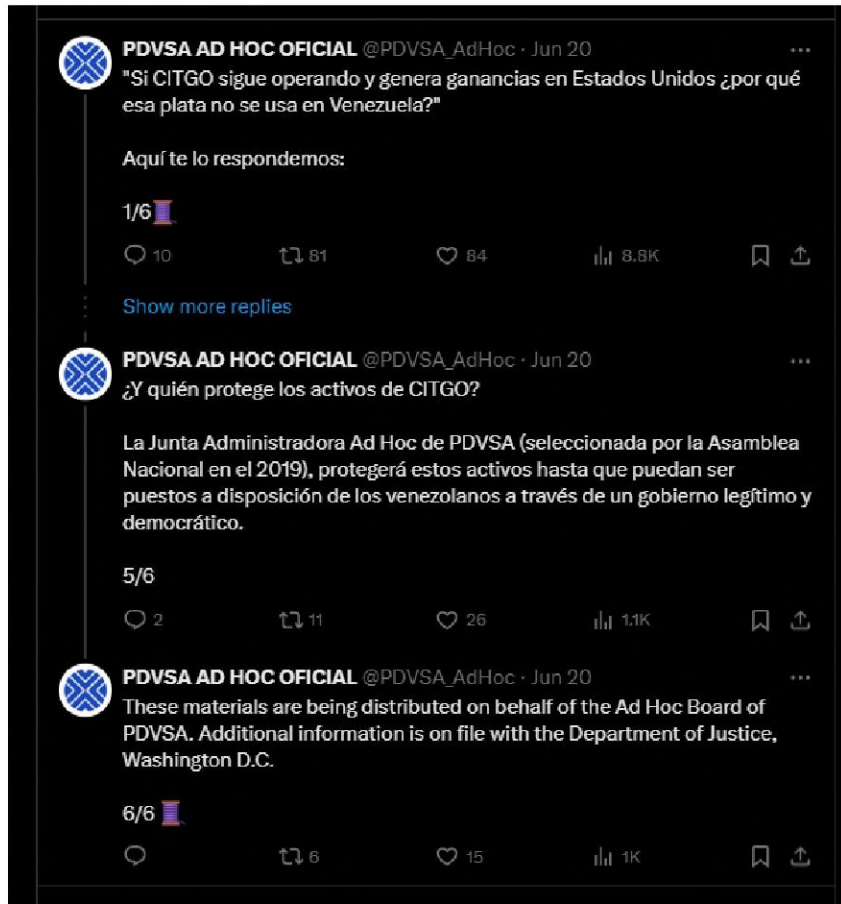 PDVSA AD HOC OFICIAL @PDVSA_AdHoc · Jun 20
"Si CITGO sigue operando y genera ganancias en Estados Unidos ¿por qué
esa plata no se usa en Venezuela?"
Aquí te lo respondemos:
1/6🧵
10 81 84 8.8K
Show more replies
PDVSA AD HOC OFICIAL @PDVSA_AdHoc · Jun 20
¿Y quién protege los activos de CITGO?
La Junta Administradora Ad Hoc de PDVSA (seleccionada por la Asamblea
Nacional en el 2019), protegerá estos activos hasta que puedan ser
puestos a disposición de los venezolanos a través de un gobierno legítimo y
democrático.
5/6
2 11 26 1.1K
PDVSA AD HOC OFICIAL @PDVSA_AdHoc · Jun 20
These materials are being distributed on behalf of the Ad Hoc Board of
PDVSA. Additional information is on file with the Department of Justice,
Washington D.C.
6/6 🧵
6 15 1K